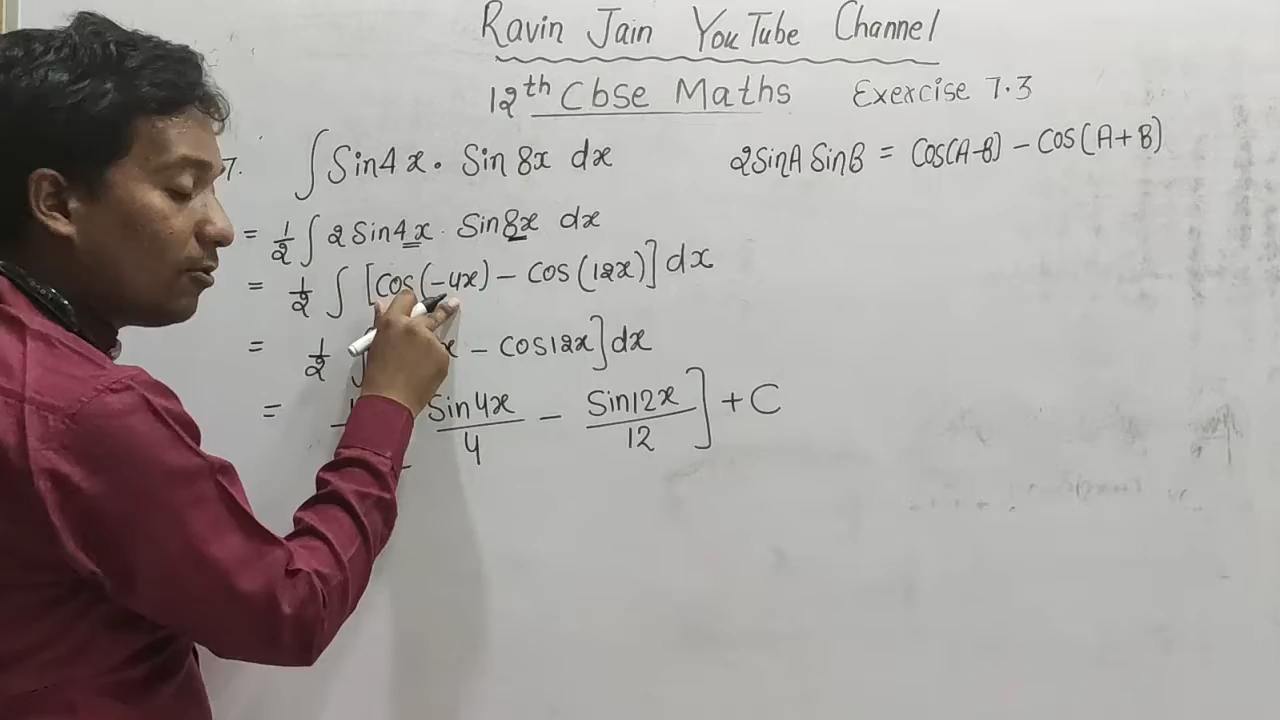 Ravin Jain YouTube Channel
12th Cbse Maths Exercise 7.3
7. ∫ Sin4x . Sin 8x dx 2SinA SinB = Cos(A-B) - Cos(A+B)
= 1/2 ∫ 2 Sin4x . Sin8x dx
= 1/2 ∫ [Cos(-4x) - Cos(12x)] dx
= 1/2 x - Cos12x] dx
= Sin4x/4 - Sin12x/12 ] + C